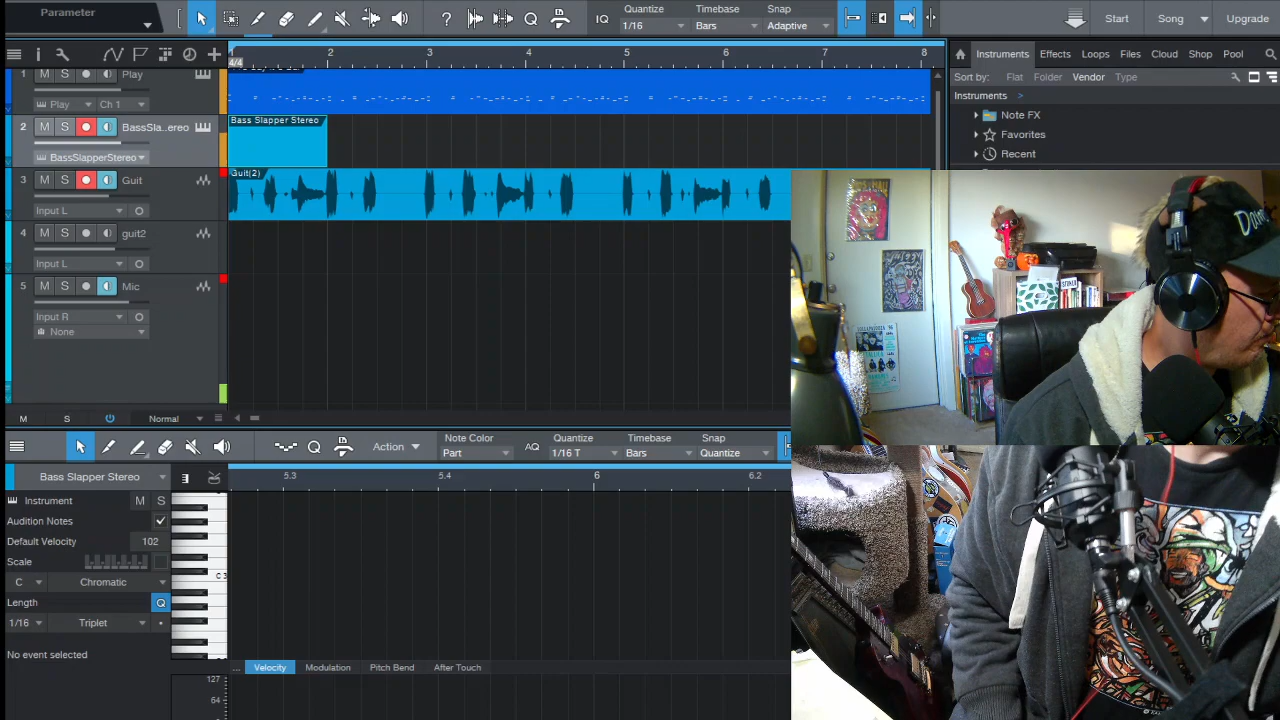 Parameter
IQ
Quantize
1/16
Timebase
Bars
Snap
Adaptive
Start
Song
Upgrade
2
3
4
5
6
7
8
4/4
Instruments
Effects
Loops
Files
Cloud
Shop
Pool
Sort by:
Flat
Folder
Vendor
Type
Instruments >
Note FX
Favorites
Recent
1
M
S
Play
Play
Ch 1
2
M
S
BassSla..ereo
BassSlapperStereo
Bass Slapper Stereo
3
M
S
Guit
Input L
Guit(2)
4
M
S
guit2
Input L
5
M
S
Mic
Input R
None
M
S
Normal
Action
Note Color
Part
AQ
Quantize
1/16 T
Timebase
Bars
Snap
Quantize
Bass Slapper Stereo
5.3
5.4
6
6.2
Instrument
M
S
Audition Notes
Default Velocity
102
Scale
C
Chromatic
C 3
Length
Q
1/16
Triplet
No event selected
...
Velocity
Modulation
Pitch Bend
After Touch
127
64